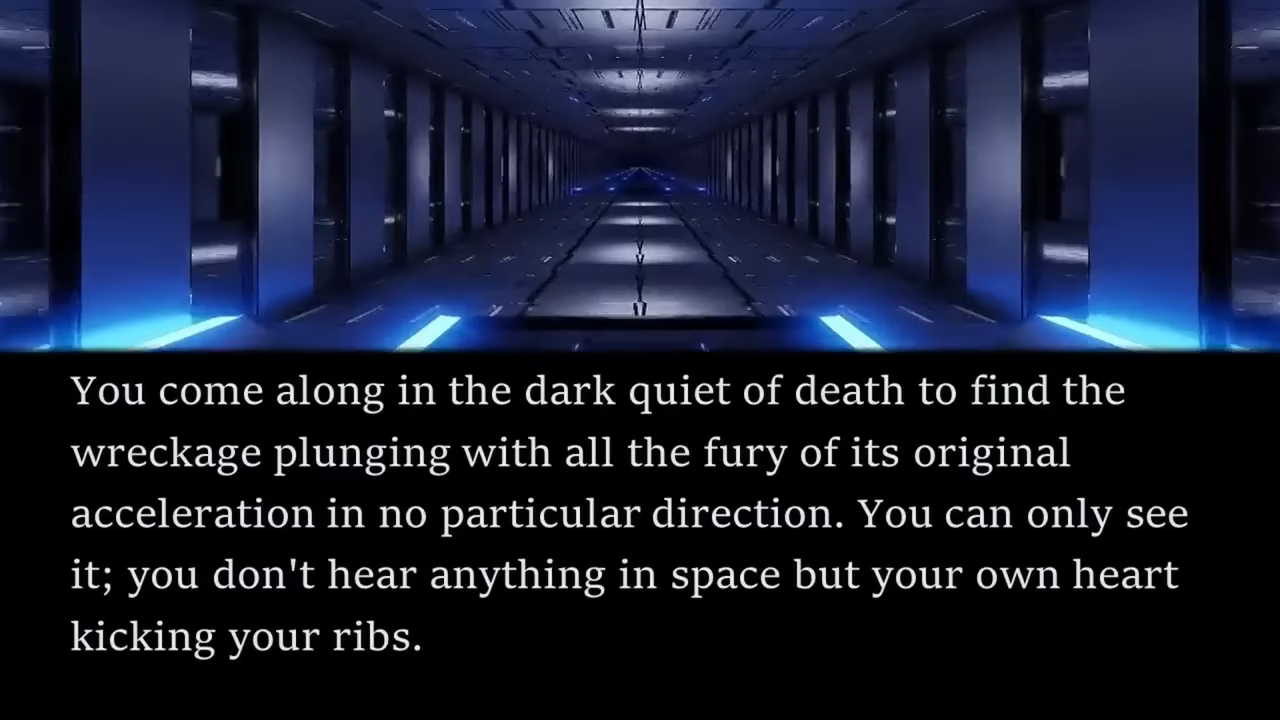 You come along in the dark quiet of death to find the
wreckage plunging with all the fury of its original
acceleration in no particular direction. You can only see
it; you don't hear anything in space but your own heart
kicking your ribs.